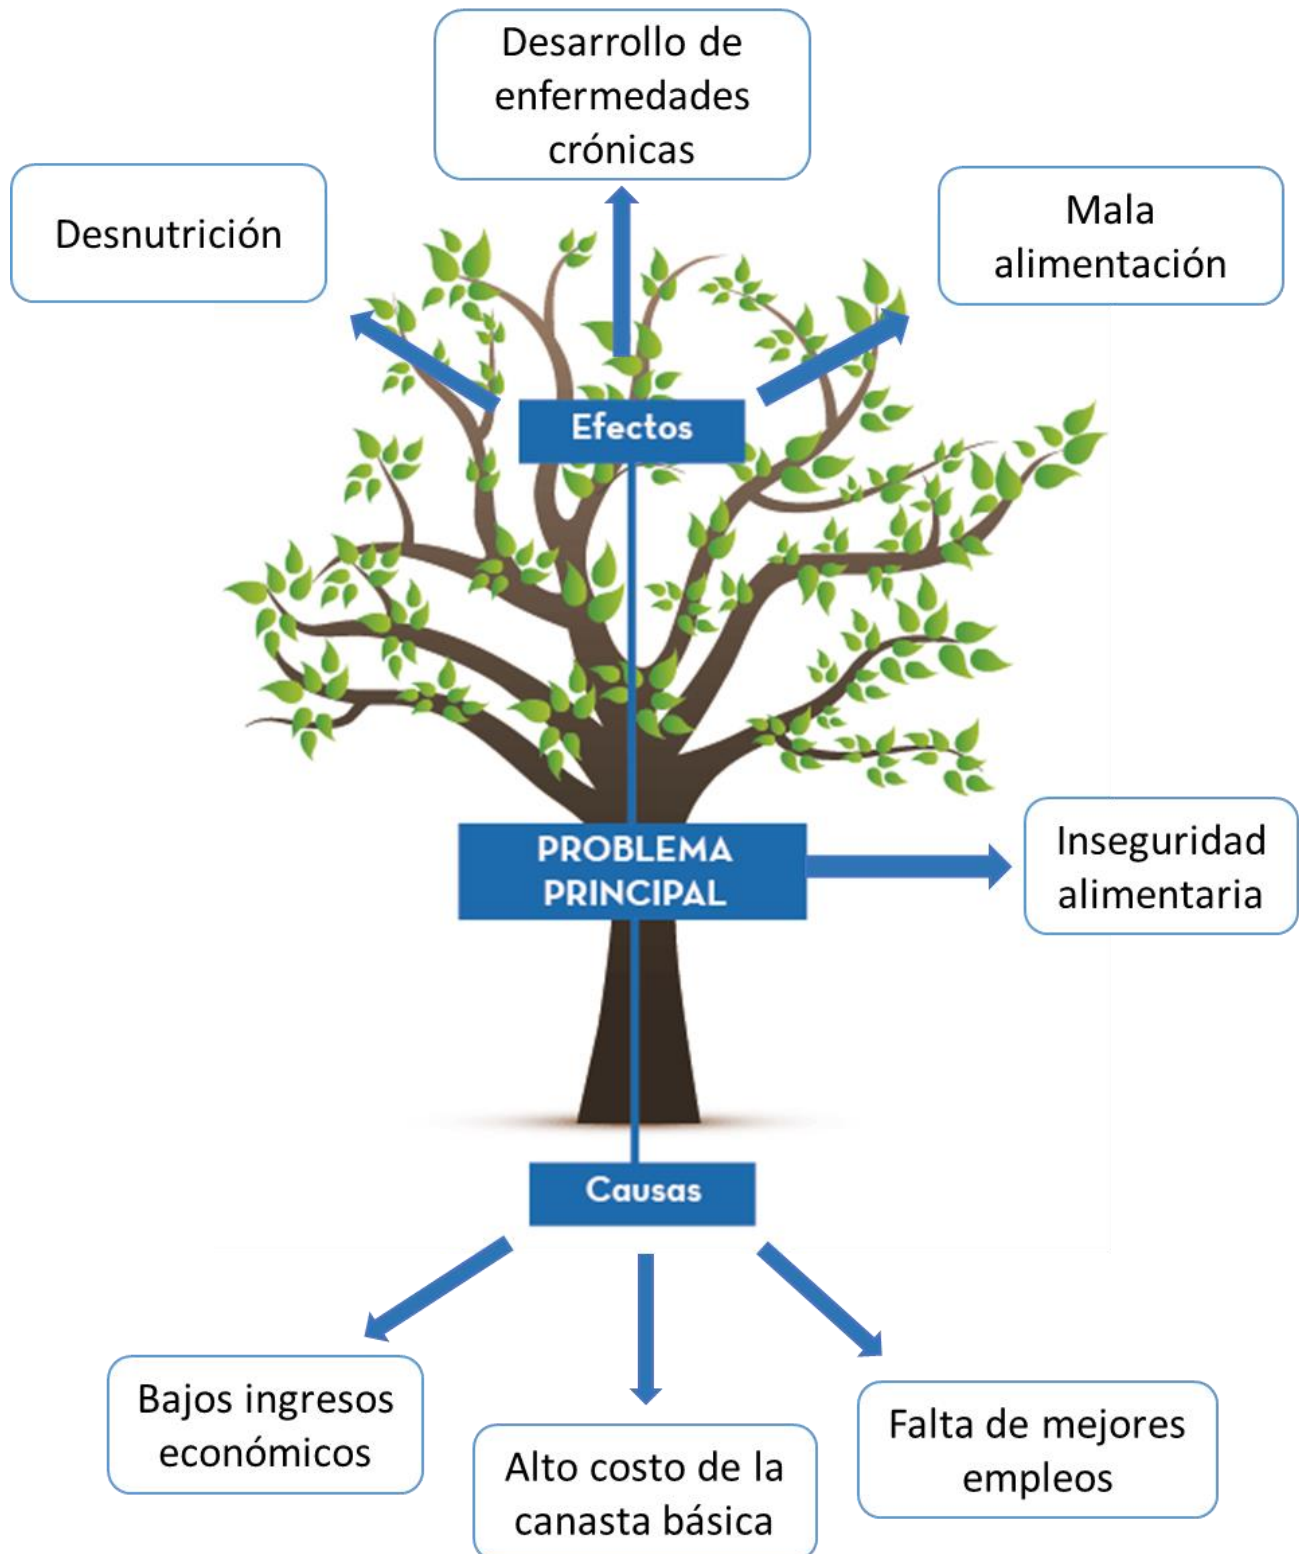 Desarrollo de
enfermedades
crónicas
Desnutrición
Mala
alimentación
Efectos
PROBLEMA
PRINCIPAL
Inseguridad
alimentaria
Causas
Bajos ingresos
económicos
Alto costo de la
canasta básica
Falta de mejores
empleos